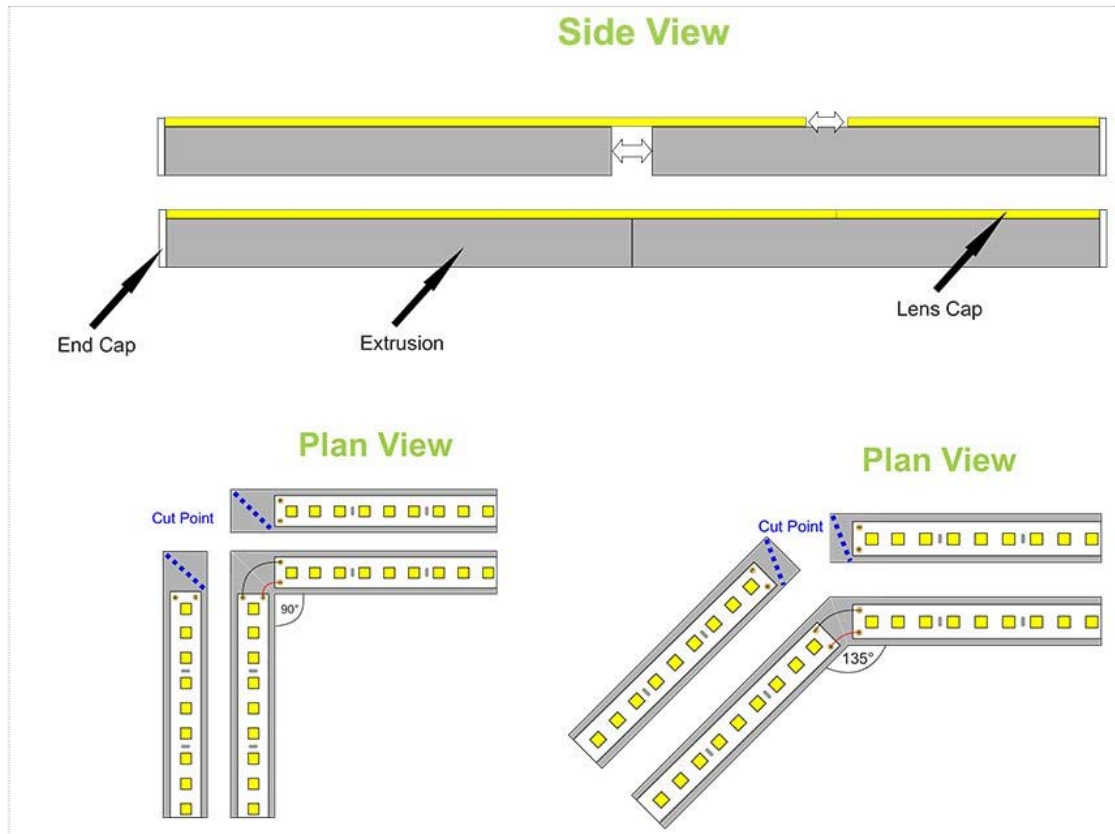 Side View
Lens Cap
End Cap
Extrusion
Plan View
Plan View
Cut Point
Cut Point
90°
135°